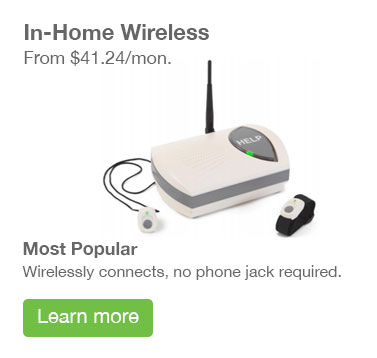 In-Home Wireless
From $41.24/mon.
HELP
Most Popular
Wirelessly connects, no phone jack required.
Learn more